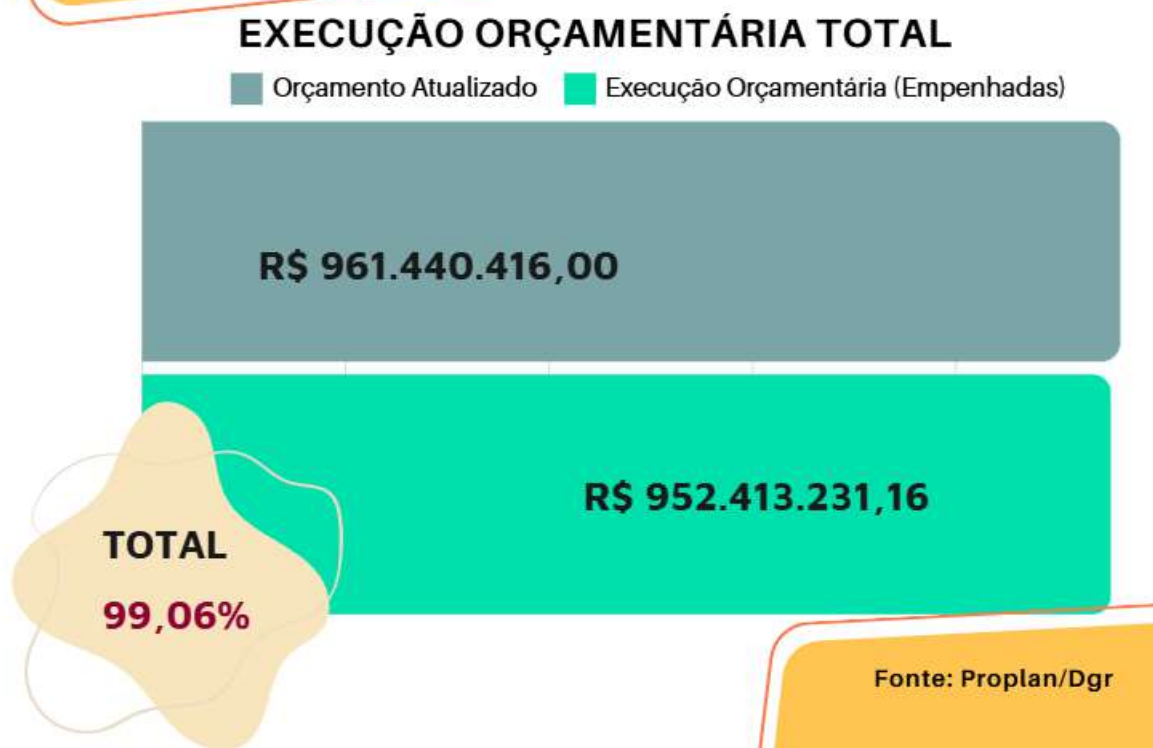 EXECUÇÃO ORÇAMENTÁRIA TOTAL
Orçamento Atualizado Execução Orçamentária (Empenhadas)
R$ 961.440.416,00
R$ 952.413.231,16
TOTAL
99,06%
Fonte: Proplan/Dgr